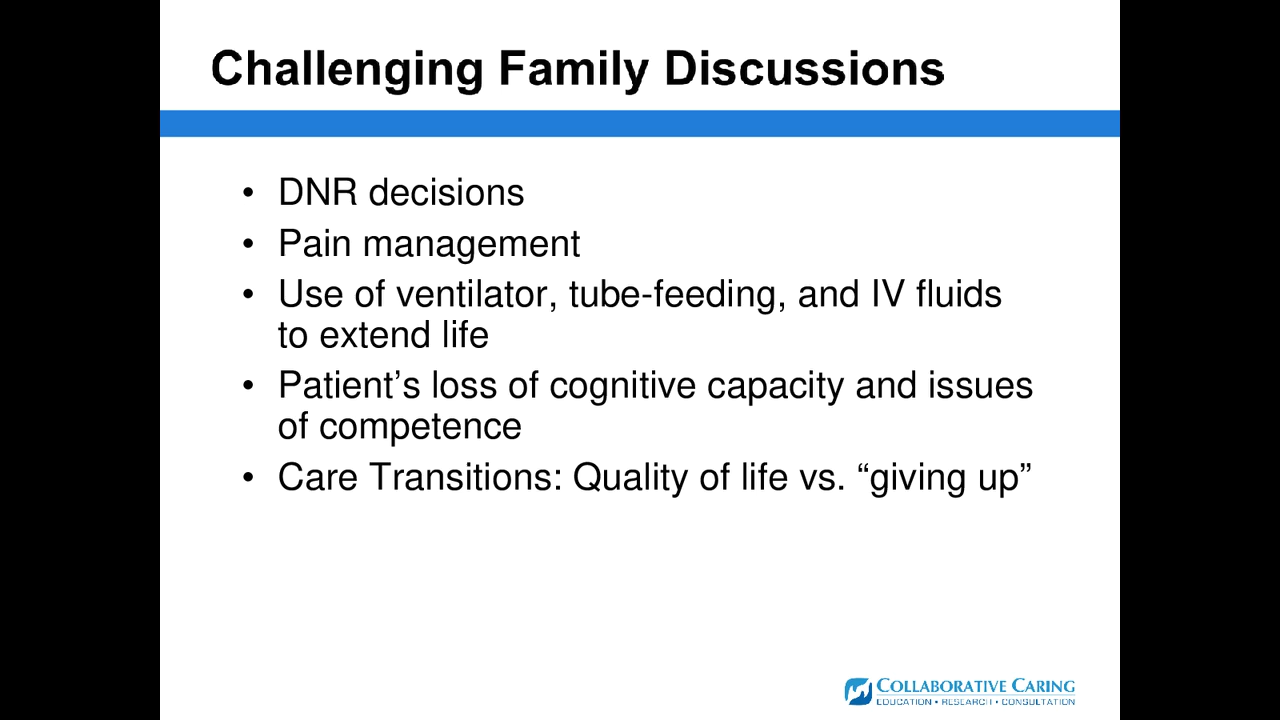 Challenging Family Discussions
• DNR decisions
• Pain management
• Use of ventilator, tube-feeding, and IV fluids
to extend life
• Patient’s loss of cognitive capacity and issues
of competence
• Care Transitions: Quality of life vs. “giving up”
COLLABORATIVE CARING
EDUCATION • RESEARCH • CONSULTATION